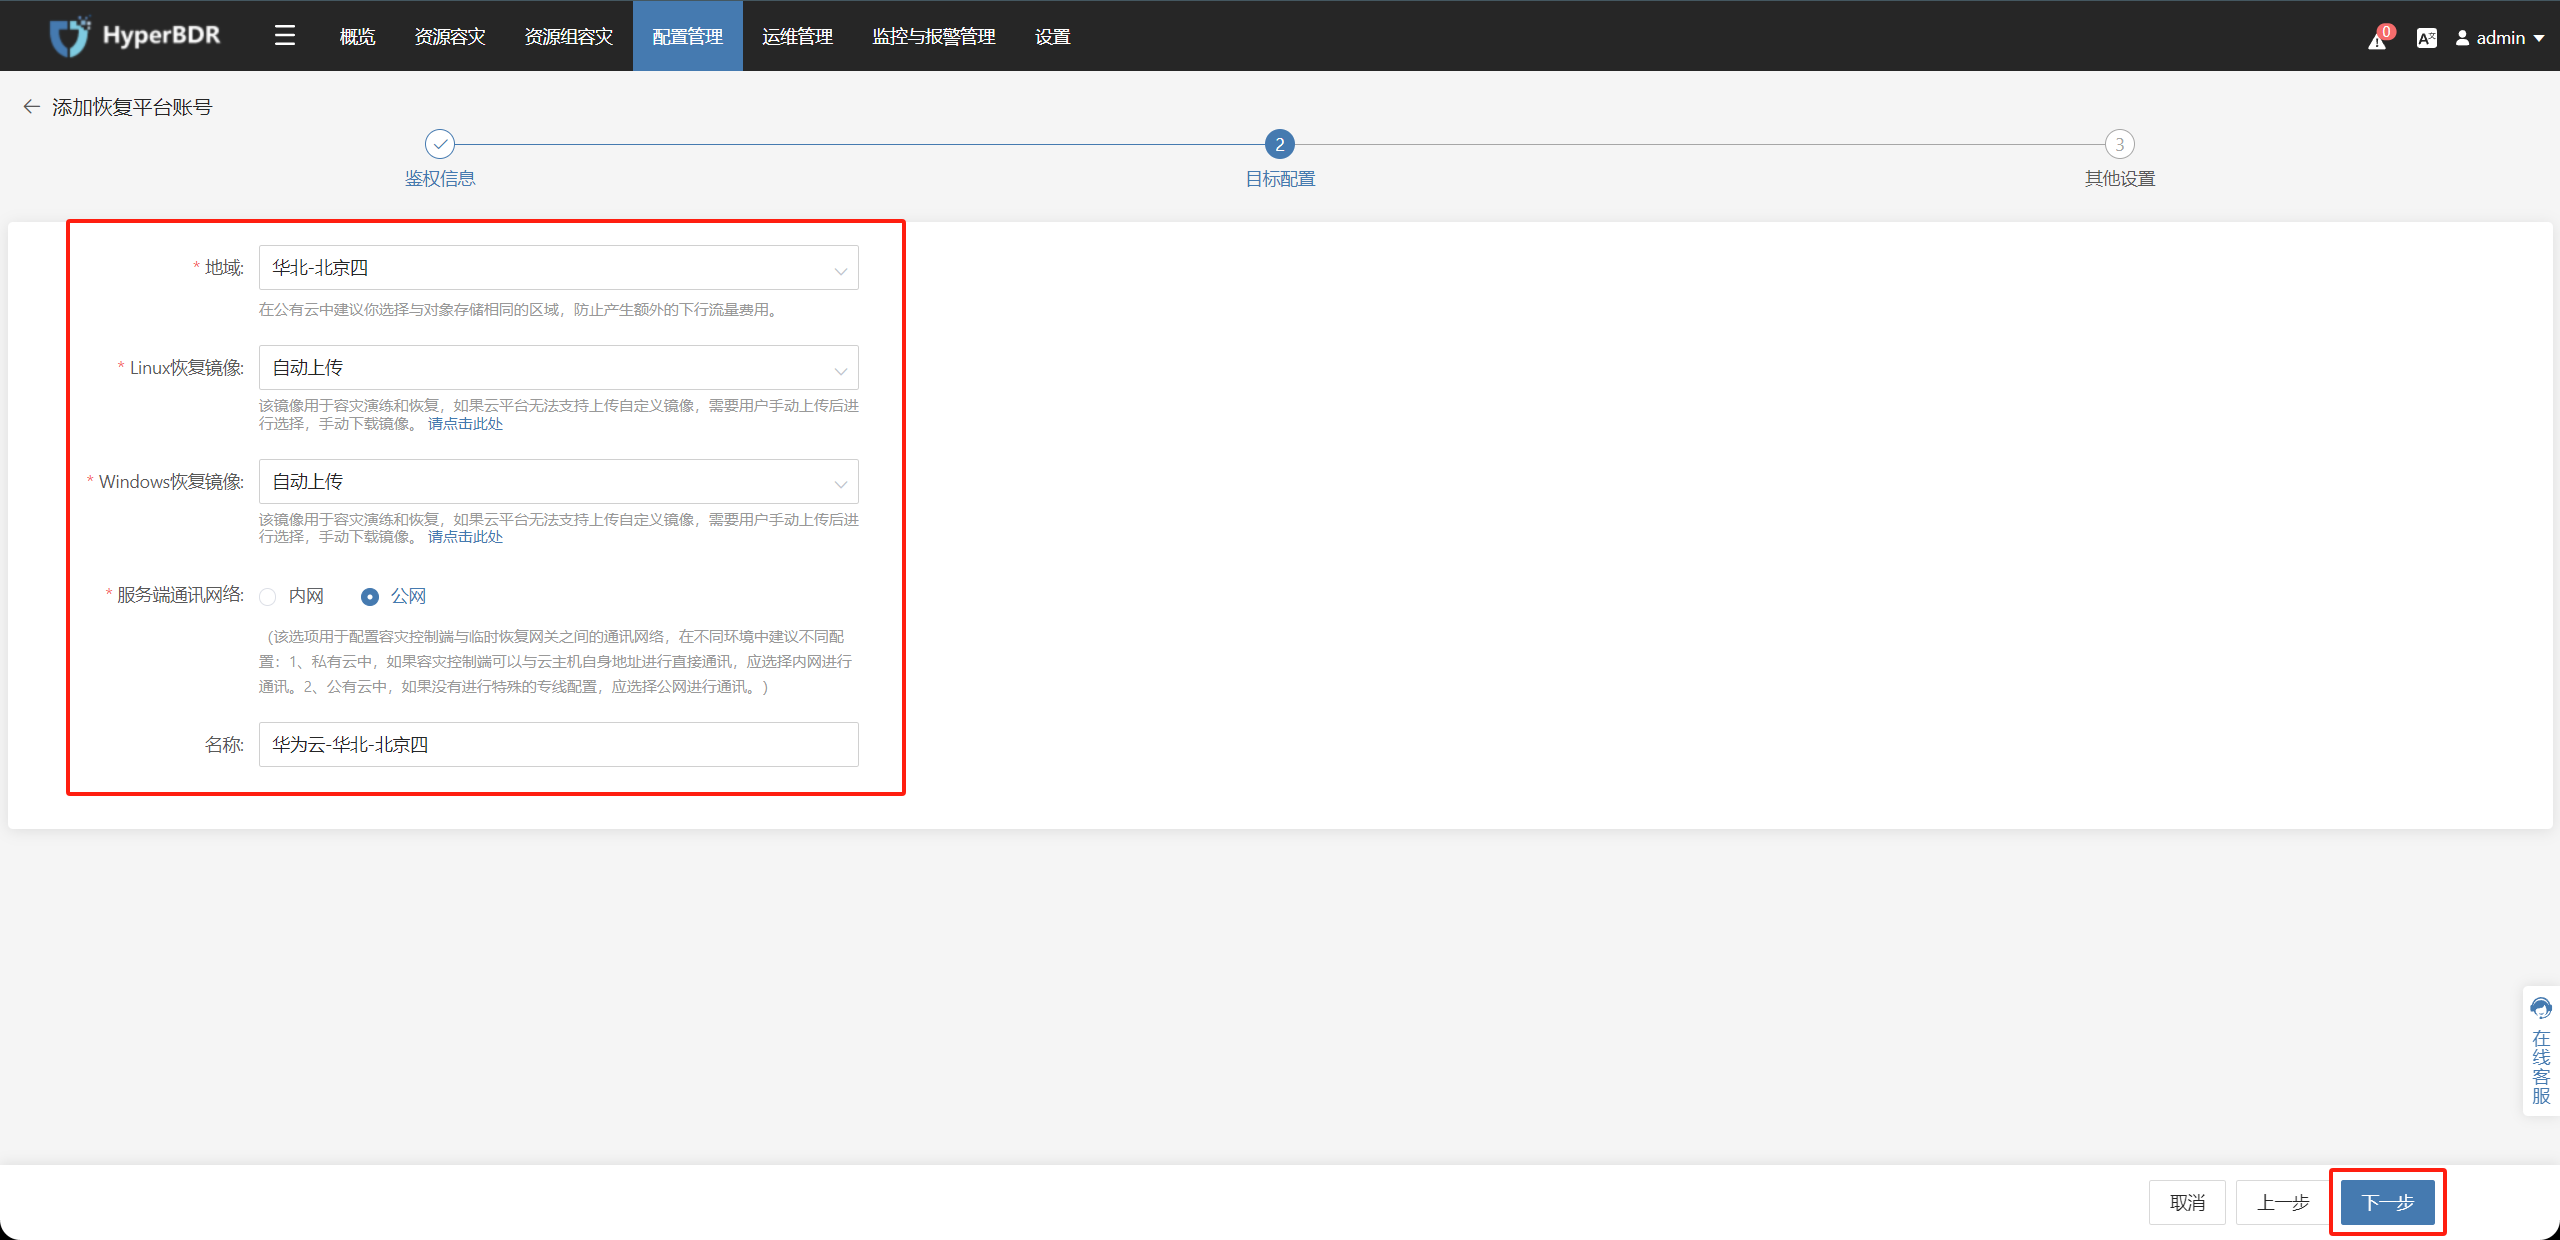 HyperBDR
概览
资源容灾
资源组容灾
配置管理
运维管理
监控与报警管理
设置
0
admin
添加恢复平台账号
2
3
鉴权信息
目标配置
其他设置
* 地域:
华北-北京四
在公有云中建议你选择与对象存储相同的区域，防止产生额外的下行流量费用。
* Linux恢复镜像:
自动上传
该镜像用于容灾演练和恢复，如果云平台无法支持上传自定义镜像，需要用户手动上传后进
行选择，手动下载镜像。 请点击此处
* Windows恢复镜像:
自动上传
该镜像用于容灾演练和恢复，如果云平台无法支持上传自定义镜像，需要用户手动上传后进
行选择，手动下载镜像。 请点击此处
* 服务端通讯网络:
内网
公网
（该选项用于配置容灾控制端与临时恢复网关之间的通讯网络，在不同环境中建议不同配
置：1、私有云中，如果容灾控制端可以与云主机自身地址进行直接通讯，应选择内网进行
通讯。2、公有云中，如果没有进行特殊的专线配置，应选择公网进行通讯。）
名称:
华为云-华北-北京四
在线客服
取消
上一步
下一步